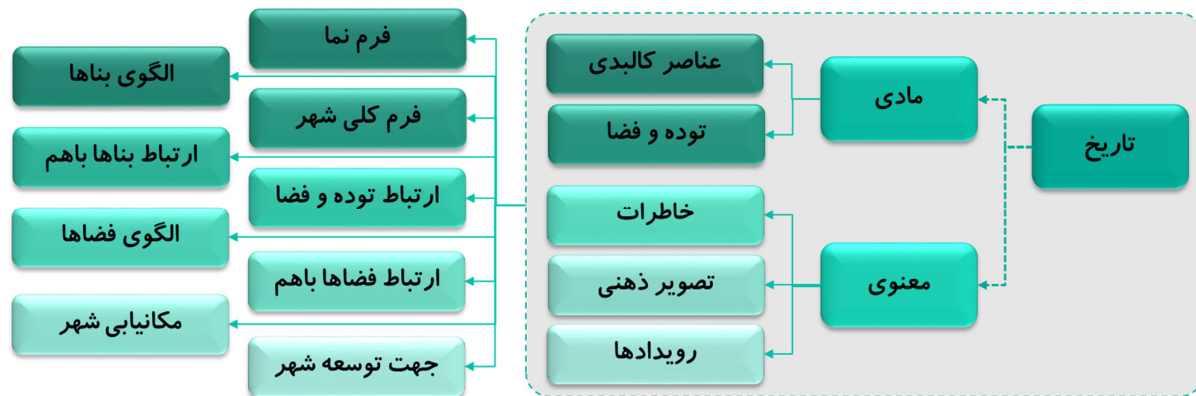 تاریخ
مادی
معنوی
عناصر کالبدی
توده و فضا
خاطرات
تصویر ذهنی
رویدادها
فرم نما
الگوی بناها
فرم کلی شهر
ارتباط بناها باهم
ارتباط توده و فضا
الگوی فضاها
ارتباط فضاها باهم
مکانیابی شهر
جهت توسعه شهر